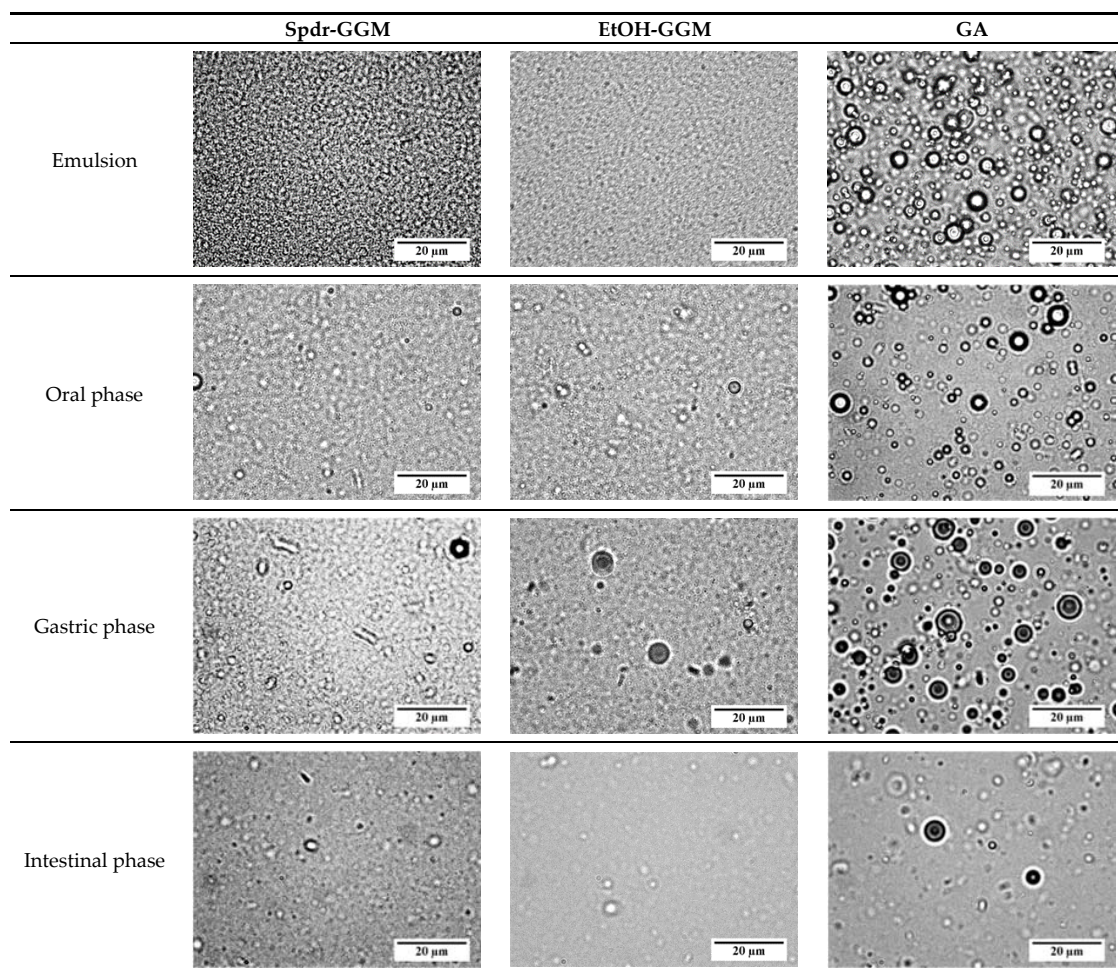 Spdr-GGM EtOH-GGM GA
Emulsion
20 µm 20 µm 20 µm
Oral phase
20 µm 20 µm 20 µm
Gastric phase
20 µm 20 µm 20 µm
Intestinal phase
20 µm 20 µm 20 µm